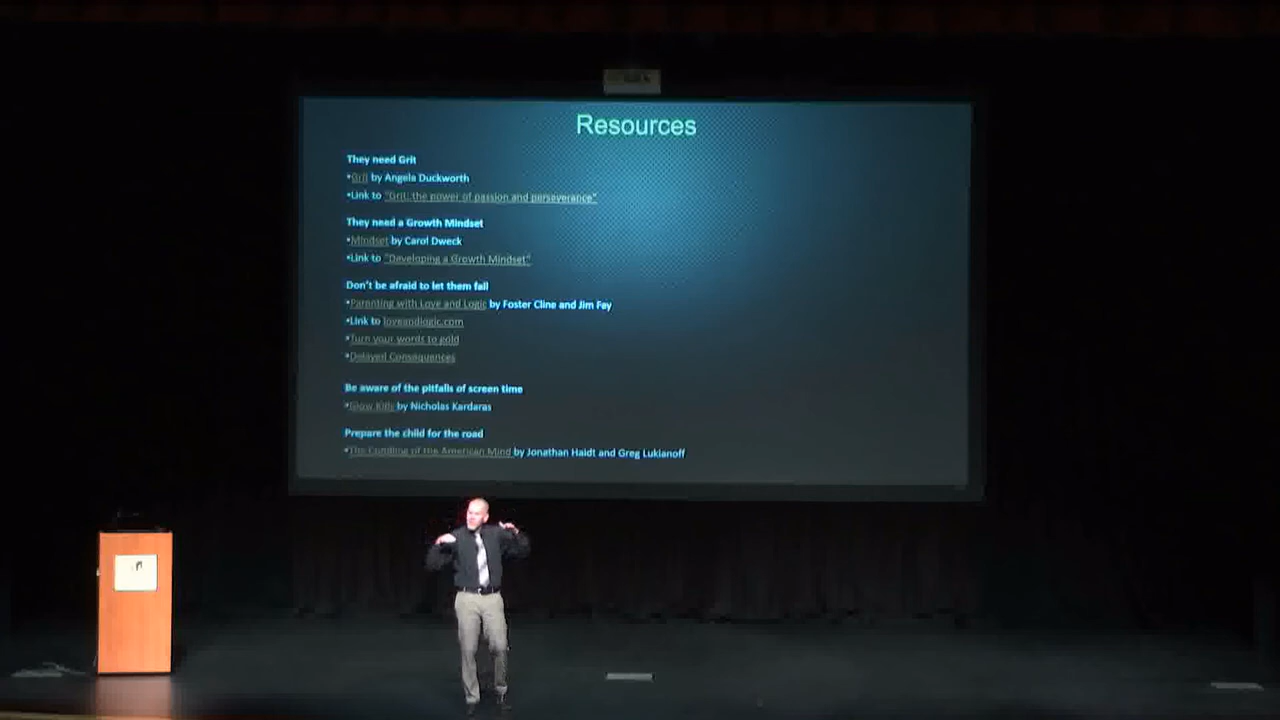 Resources
They need Grit
•Grit by Angela Duckworth
•Link to "Grit: the power of passion and perseverance"
They need a Growth Mindset
•Mindset by Carol Dweck
•Link to "Developing a Growth Mindset"
Don't be afraid to let them fail
•Parenting with Love and Logic by Foster Cline and Jim Fay
•Link to loveandlogic.com
•Turn your words to gold
•Delayed Consequences
Be aware of the pitfalls of screen time
•Glow Kids by Nicholas Kardaras
Prepare the child for the road
•The Coddling of the American Mind by Jonathan Haidt and Greg Lukianoff